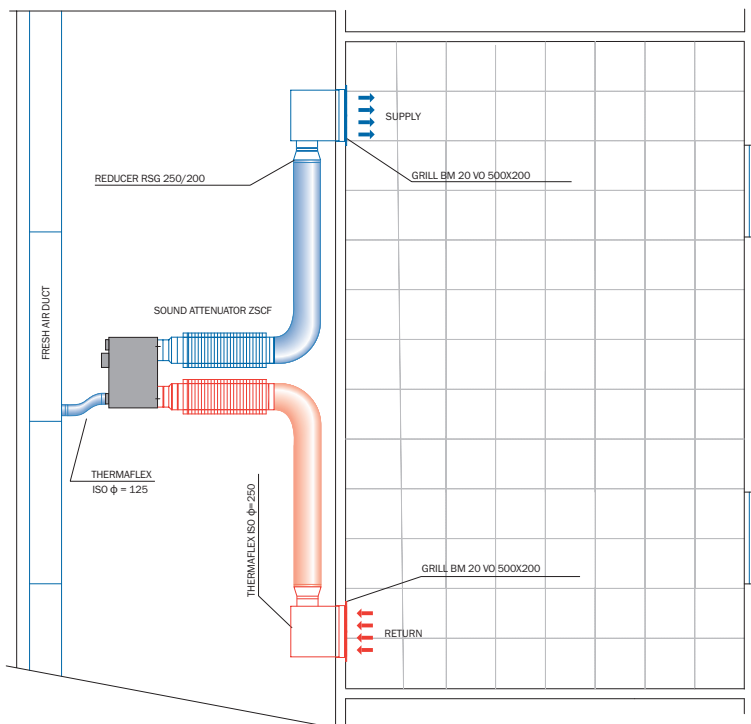 SUPPLY
REDUCER RSG 250/200
GRILL BM 20 VO 500X200
FRESH AIR DUCT
SOUND ATTENUATOR ZSCF
THERMAFLEX
ISO ϕ = 125
THERMAFLEX ISO ϕ=250
GRILL BM 20 VO 500X200
RETURN